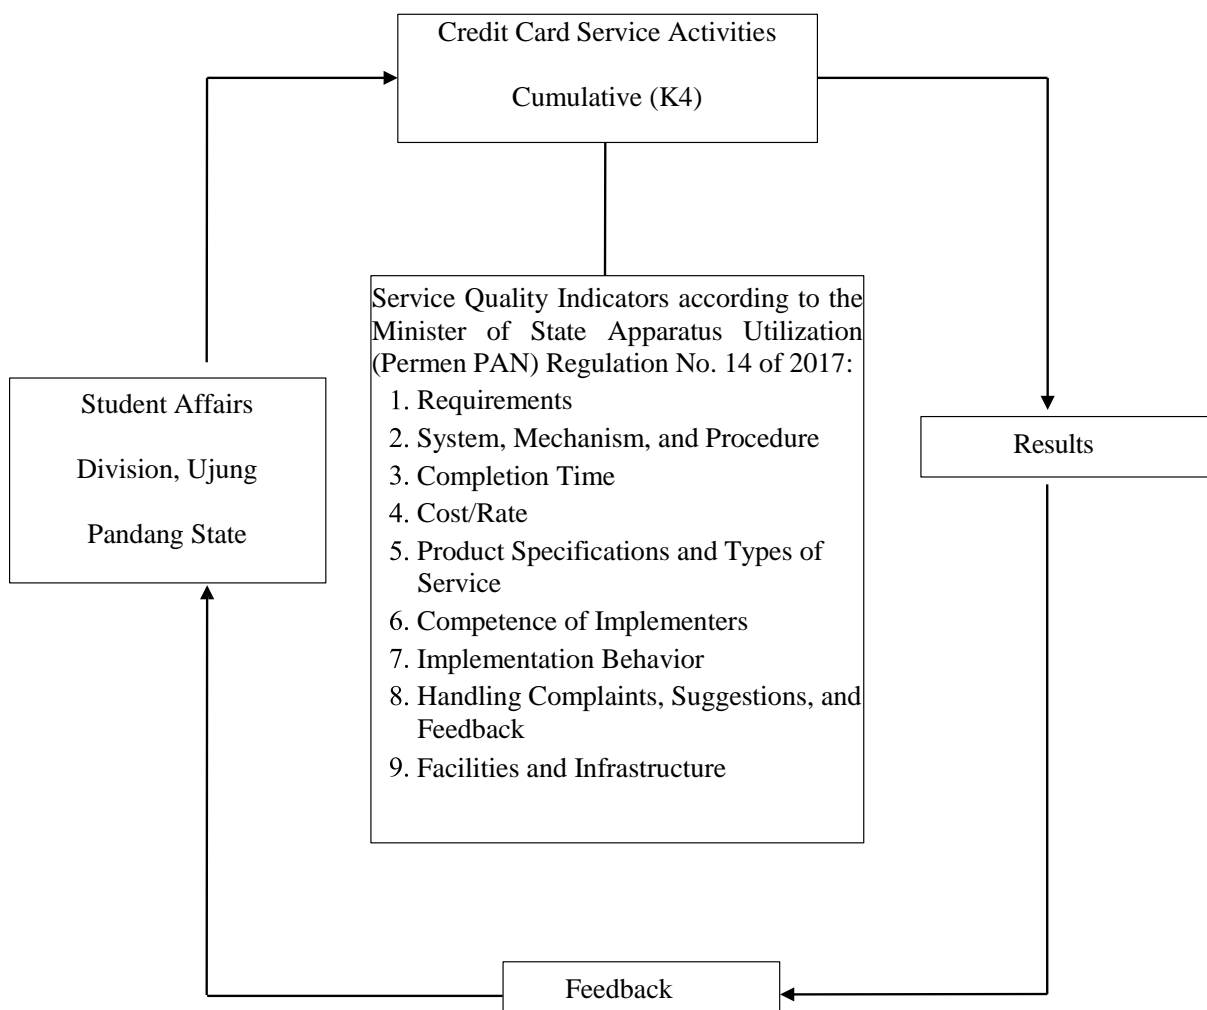 Credit Card Service Activities
Cumulative (K4)
Service Quality Indicators according to the
Minister of State Apparatus Utilization
(Permen PAN) Regulation No. 14 of 2017:
1. Requirements
2. System, Mechanism, and Procedure
3. Completion Time
4. Cost/Rate
5. Product Specifications and Types of
Service
6. Competence of Implementers
7. Implementation Behavior
8. Handling Complaints, Suggestions, and
Feedback
9. Facilities and Infrastructure
Student Affairs
Division, Ujung
Pandang State
Results
Feedback